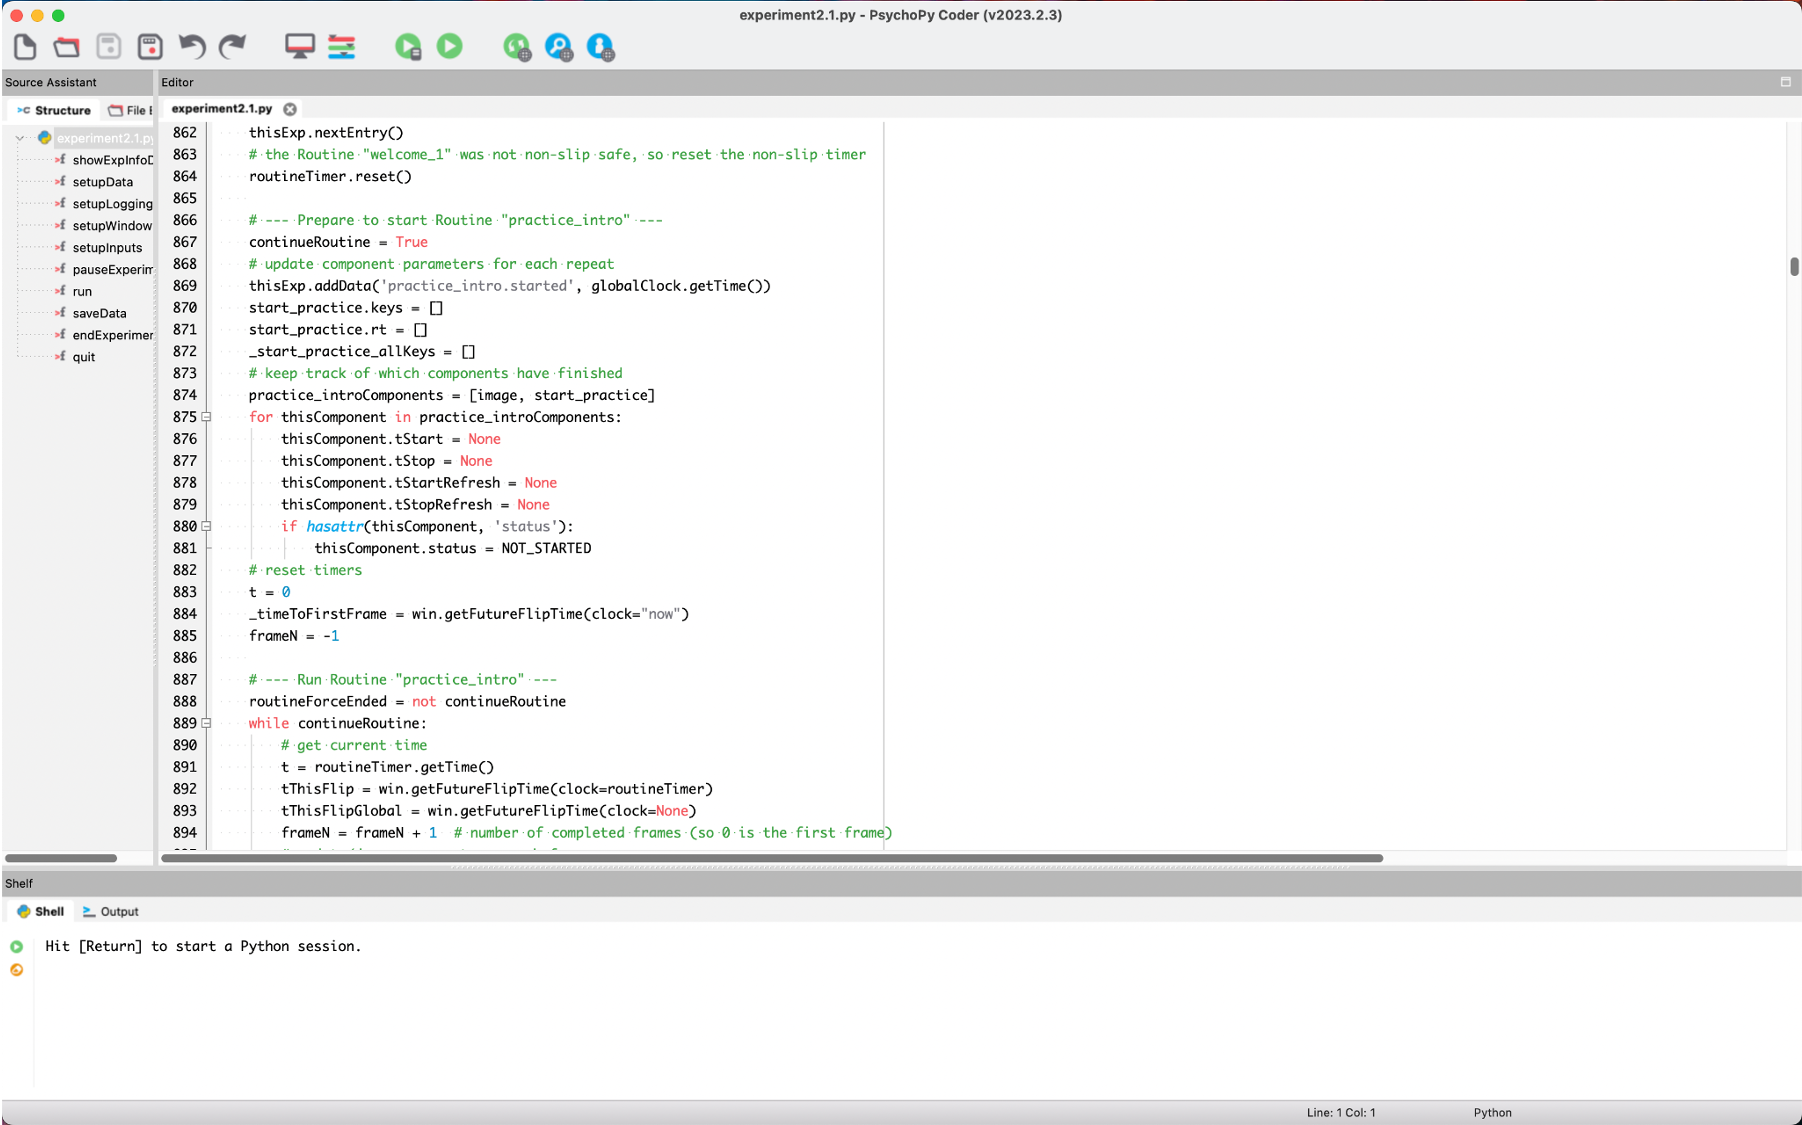 experiment2.1.py - PsychoPy Coder (v2023.2.3)
Source Assistant
Editor
Structure
File
experiment2.1.py
experiment2.1.py
showExpInfoD
setupData
setupLogging
setupWindow
setupInputs
pauseExperim
run
saveData
endExperimen
quit
862 thisExp.nextEntry()
863 # the Routine "welcome_1" was not non-slip safe, so reset the non-slip timer
864 routineTimer.reset()
865
866 # --- Prepare to start Routine "practice_intro" ---
867 continueRoutine = True
868 # update component parameters for each repeat
869 thisExp.addData('practice_intro.started', globalClock.getTime())
870 start_practice.keys = []
871 start_practice.rt = []
872 _start_practice_allKeys = []
873 # keep track of which components have finished
874 practice_introComponents = [image, start_practice]
875 for thisComponent in practice_introComponents:
876 thisComponent.tStart = None
877 thisComponent.tStop = None
878 thisComponent.tStartRefresh = None
879 thisComponent.tStopRefresh = None
880 if hasattr(thisComponent, 'status'):
881 thisComponent.status = NOT_STARTED
882 # reset timers
883 t = 0
884 _timeToFirstFrame = win.getFutureFlipTime(clock="now")
885 frameN = -1
886
887 # --- Run Routine "practice_intro" ---
888 routineForceEnded = not continueRoutine
889 while continueRoutine:
890 # get current time
891 t = routineTimer.getTime()
892 tThisFlip = win.getFutureFlipTime(clock=routineTimer)
893 tThisFlipGlobal = win.getFutureFlipTime(clock=None)
894 frameN = frameN + 1 # number of completed frames (so 0 is the first frame)
Shelf
Shell
Output
Hit [Return] to start a Python session.
Line: 1 Col: 1
Python